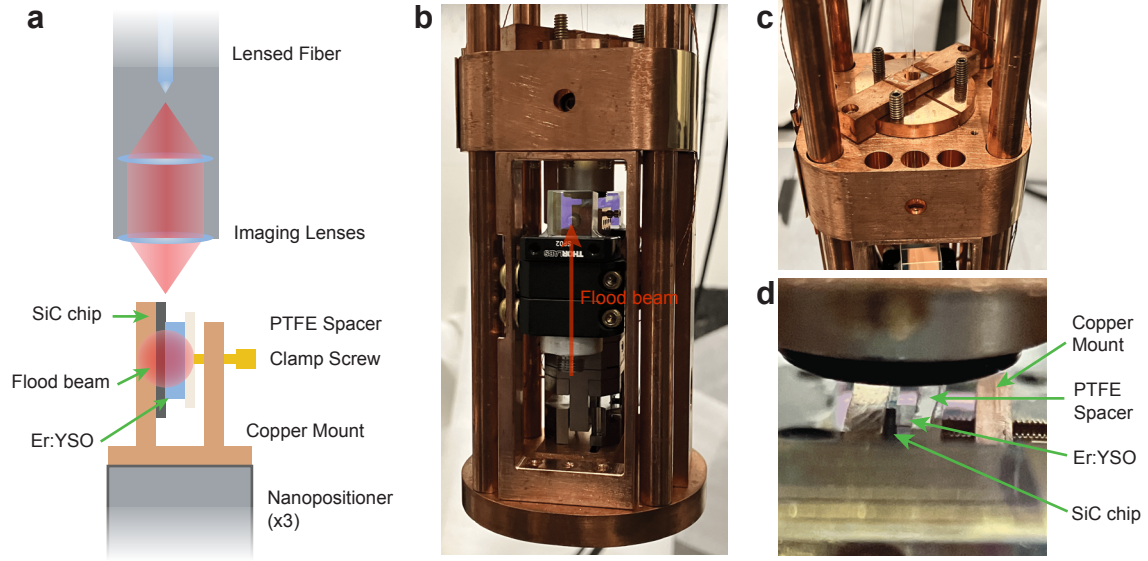 a
Lensed Fiber
Imaging Lenses
SiC chip
PTFE Spacer
Clamp Screw
Flood beam
Er:YSO
Copper Mount
Nanopositioner
(x3)
b
THORLABS
Flood beam
c
d
Copper
Mount
PTFE
Spacer
Er:YSO
SiC chip